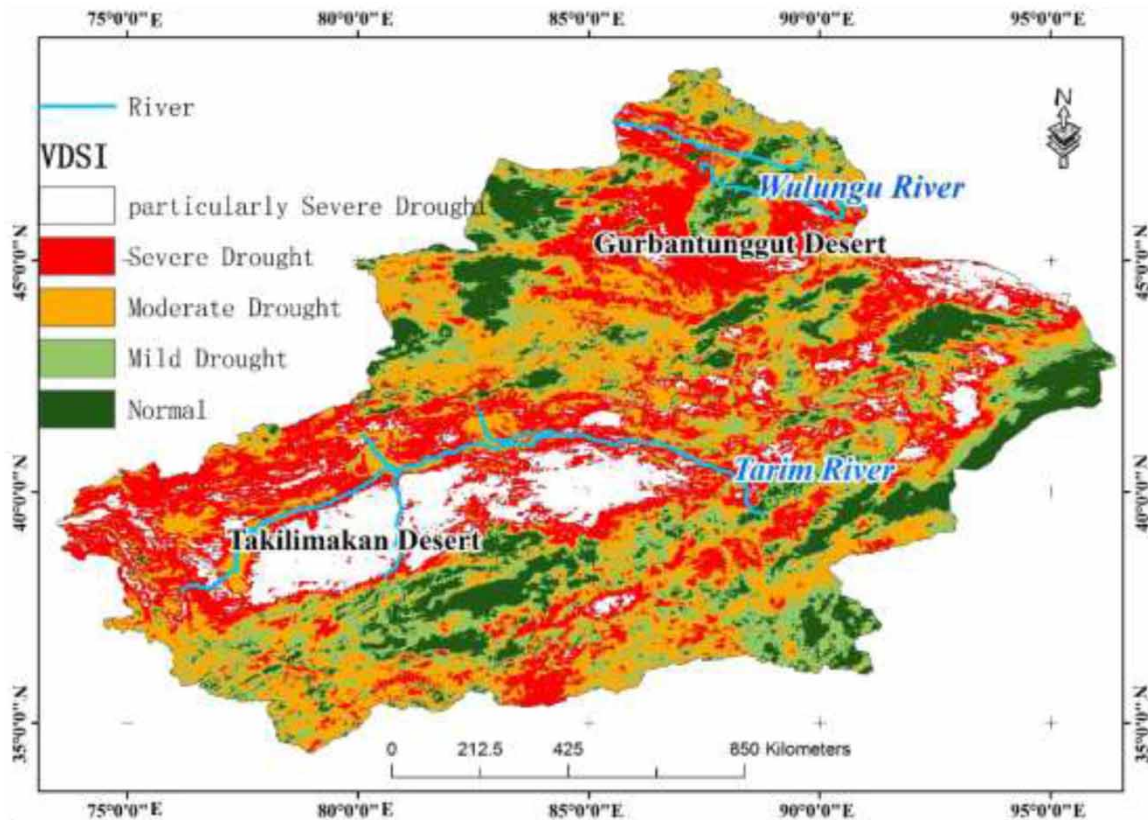 75°0'0"E 80°0'0"E 85°0'0"E 90°0'0"E 95°0'0"E
River
N
VDSI
Wulungu River
particularly Severe Drought
Gurbantunggut Desert
Severe Drought
45°0'0"N 45°0'0"N
Moderate Drought
Mild Drought
Normal
Tarim River
40°0'0"N 40°0'0"N
Takilimakan Desert
35°0'0"N 35°0'0"N
0 212.5 425 850 Kilometers
75°0'0"E 80°0'0"E 85°0'0"E 90°0'0"E 95°0'0"E